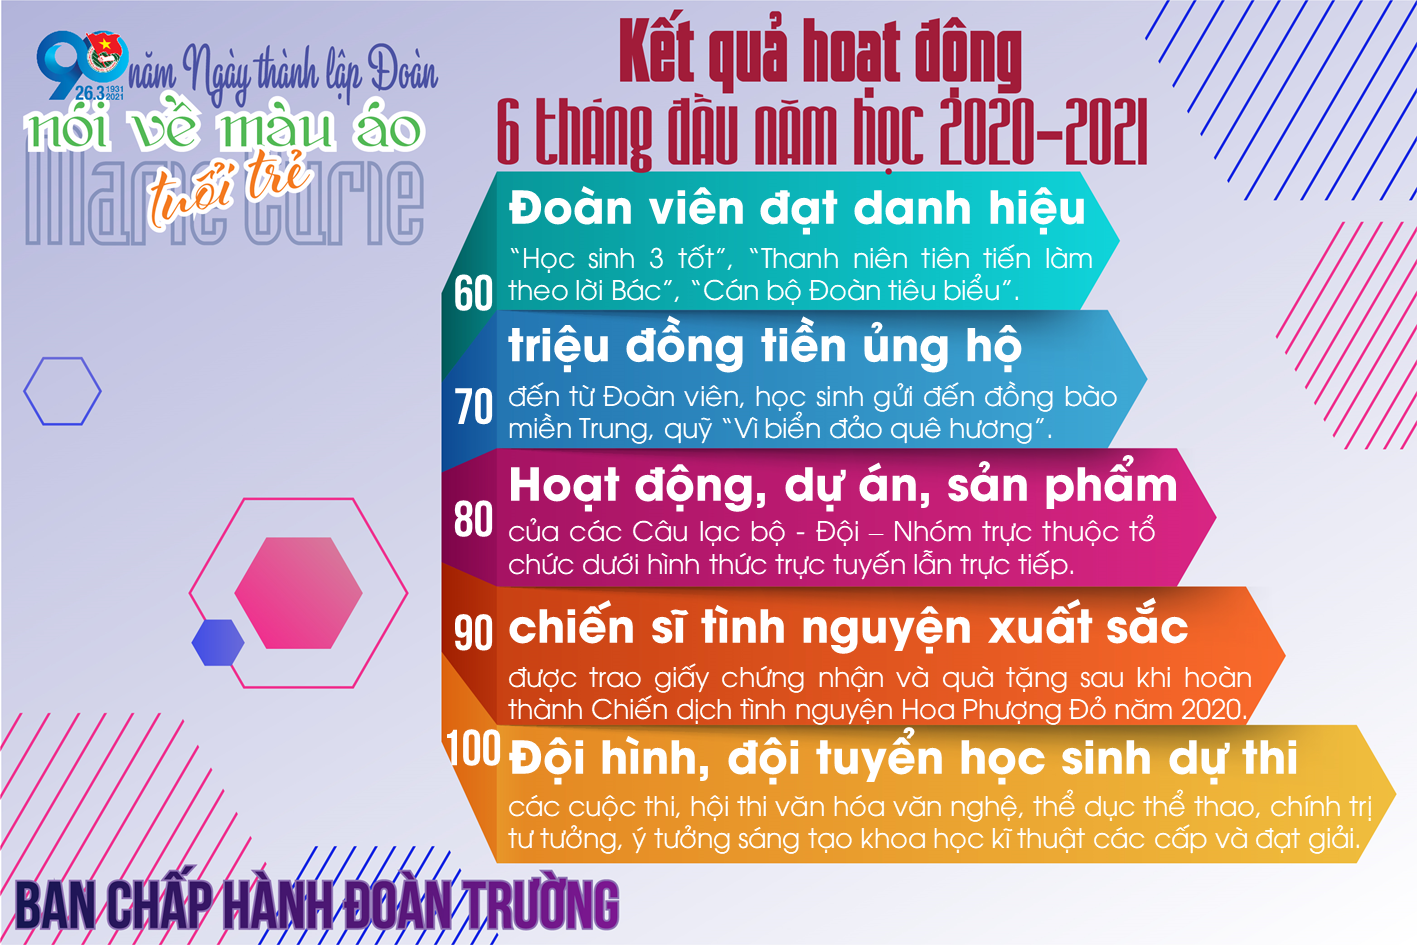 90 năm Ngày thành lập Đoàn
26.3 1931 2021
nói về màu áo
Marie Curie
tuổi trẻ
Kết quả hoạt động
6 tháng đầu năm học 2020-2021
60
Đoàn viên đạt danh hiệu
“Học sinh 3 tốt”, “Thanh niên tiên tiến làm
theo lời Bác”, “Cán bộ Đoàn tiêu biểu”.
70
triệu đồng tiền ủng hộ
đến từ Đoàn viên, học sinh gửi đến đồng bào
miền Trung, quỹ “Vì biển đảo quê hương”.
80
Hoạt động, dự án, sản phẩm
của các Câu lạc bộ - Đội – Nhóm trực thuộc tổ
chức dưới hình thức trực tuyến lẫn trực tiếp.
90
chiến sĩ tình nguyện xuất sắc
được trao giấy chứng nhận và quà tặng sau khi hoàn
thành Chiến dịch tình nguyện Hoa Phượng Đỏ năm 2020.
100
Đội hình, đội tuyển học sinh dự thi
các cuộc thi, hội thi văn hóa văn nghệ, thể dục thể thao, chính trị
tư tưởng, ý tưởng sáng tạo khoa học kĩ thuật các cấp và đạt giải.
BAN CHẤP HÀNH ĐOÀN TRƯỜNG